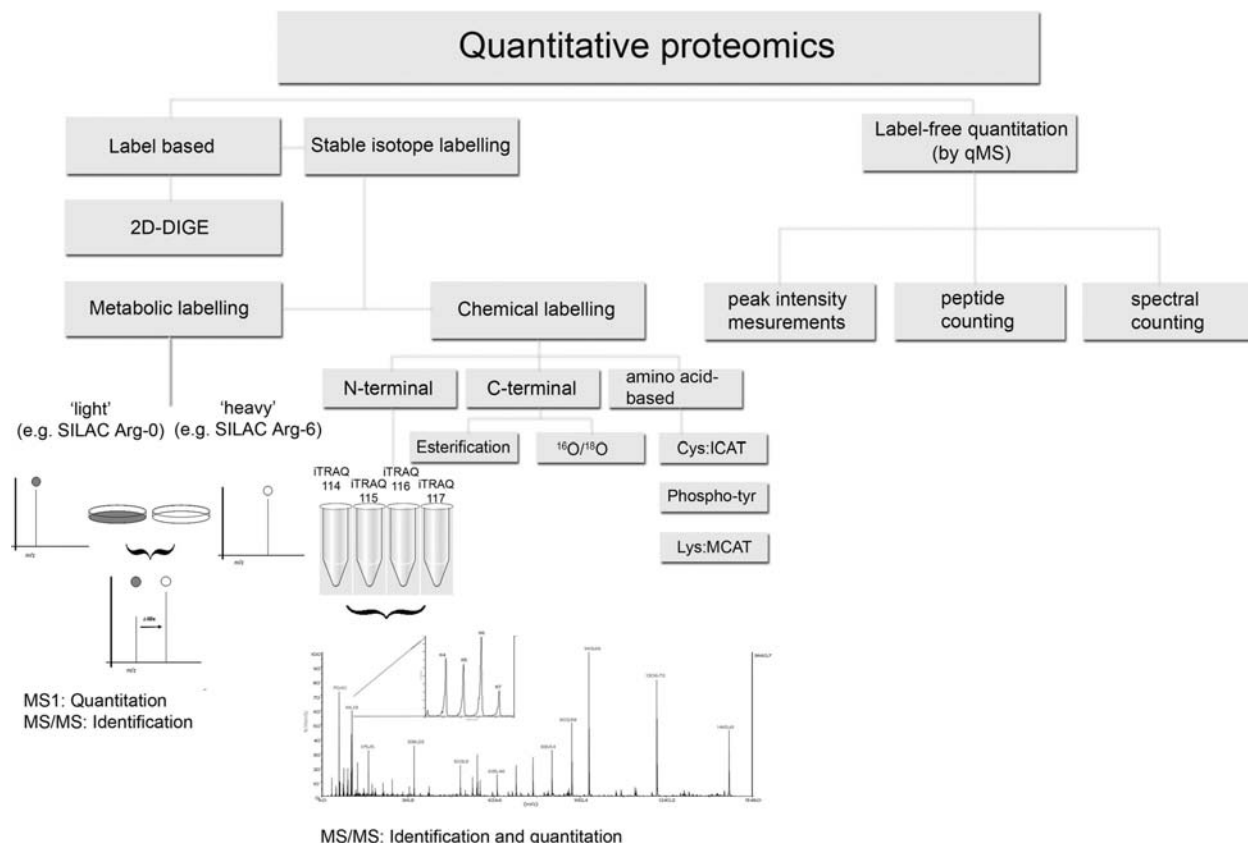 Quantitative proteomics
Label based
Stable isotope labelling
Label-free quantitation
(by qMS)
2D-DIGE
Metabolic labelling
Chemical labelling
peak intensity
mesurements
peptide
counting
spectral
counting
N-terminal
C-terminal
amino acid-
based
'light'
(e.g. SILAC Arg-0)
'heavy'
(e.g. SILAC Arg-6)
Esterification
16O/18O
Cys:ICAT
Phospho-tyr
Lys:MCAT
iTRAQ
114
iTRAQ
115
iTRAQ
116
iTRAQ
117
m/z
m/z
m/z
MS1: Quantitation
MS/MS: Identification
MS/MS: Identification and quantitation